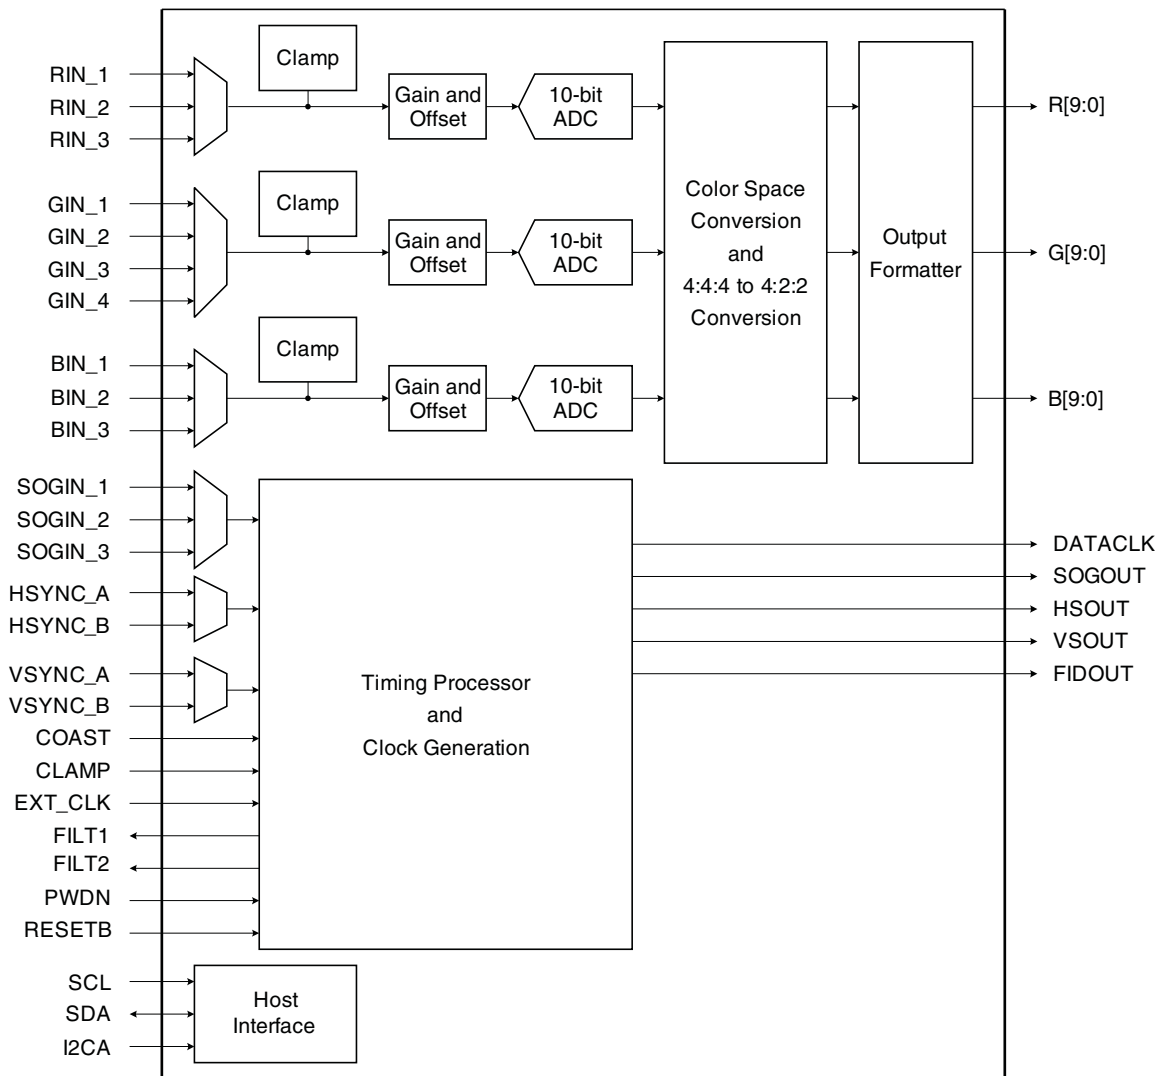 RIN_1
RIN_2
RIN_3
Clamp
Gain and
Offset
10-bit
ADC
R[9:0]
GIN_1
GIN_2
GIN_3
GIN_4
Clamp
Gain and
Offset
10-bit
ADC
Color Space
Conversion
and
4:4:4 to 4:2:2
Conversion
Output
Formatter
G[9:0]
BIN_1
BIN_2
BIN_3
Clamp
Gain and
Offset
10-bit
ADC
B[9:0]
SOGIN_1
SOGIN_2
SOGIN_3
HSYNC_A
HSYNC_B
VSYNC_A
VSYNC_B
COAST
CLAMP
EXT_CLK
FILT1
FILT2
PWDN
RESETB
Timing Processor
and
Clock Generation
DATACLK
SOGOUT
HSOUT
VSOUT
FIDOUT
SCL
SDA
I2CA
Host
Interface